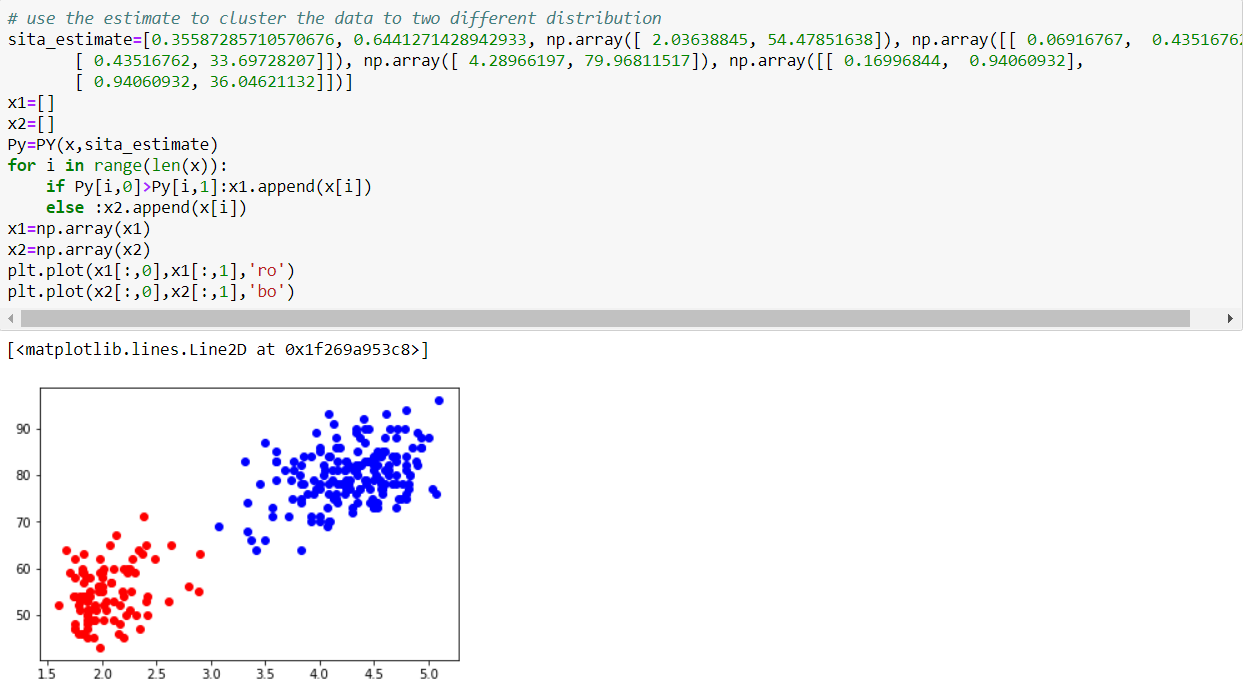 # use the estimate to cluster the data to two different distribution
sita_estimate=[0.35587285710570676, 0.6441271428942933, np.array([ 2.03638845, 54.47851638]), np.array([[ 0.06916767,  0.43516762
       [ 0.43516762, 33.69728207]]), np.array([ 4.28966197, 79.96811517]), np.array([[ 0.16996844,  0.94060932],
       [ 0.94060932, 36.04621132]])]
x1=[]
x2=[]
Py=PY(x,sita_estimate)
for i in range(len(x)):
    if Py[i,0]>Py[i,1]:x1.append(x[i])
    else :x2.append(x[i])
x1=np.array(x1)
x2=np.array(x2)
plt.plot(x1[:,0],x1[:,1],'ro')
plt.plot(x2[:,0],x2[:,1],'bo')
[<matplotlib.lines.Line2D at 0x1f269a953c8>]
90
80
70
60
50
1.5 2.0 2.5 3.0 3.5 4.0 4.5 5.0